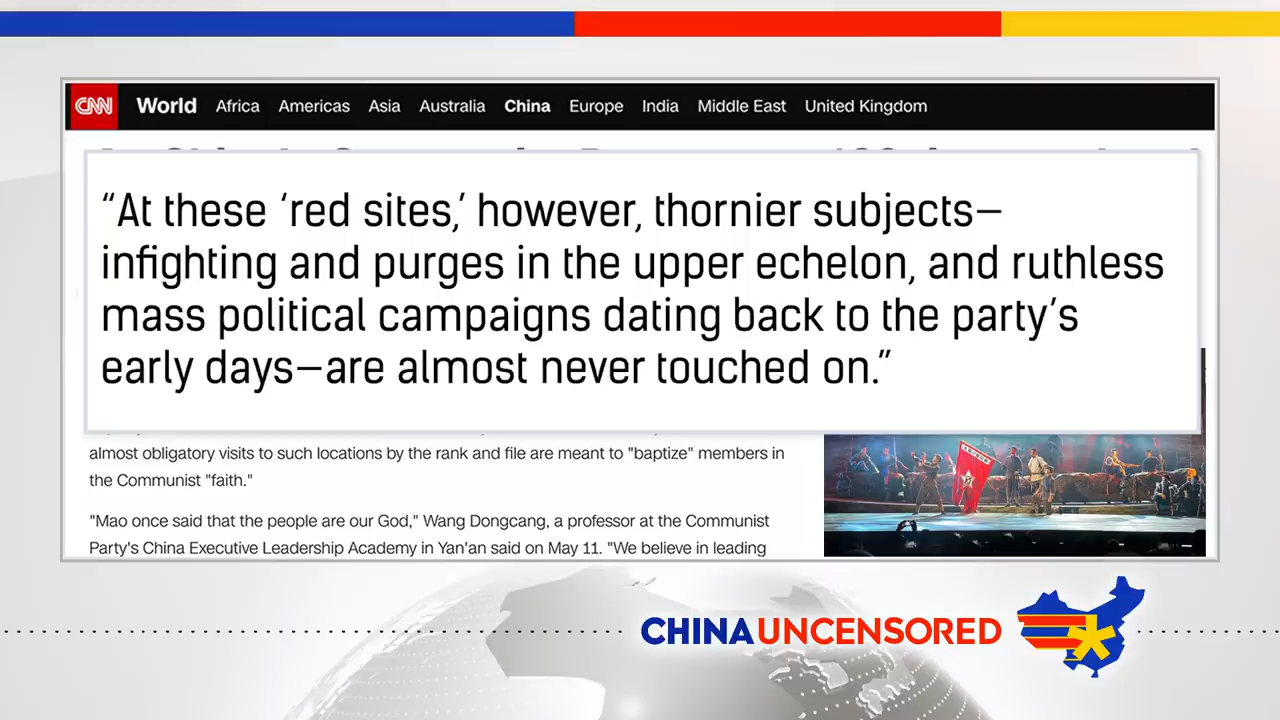 CNN World Africa Americas Asia Australia China Europe India Middle East United Kingdom
“At these ‘red sites,’ however, thornier subjects—
infighting and purges in the upper echelon, and ruthless
mass political campaigns dating back to the party’s
early days—are almost never touched on.”
almost obligatory visits to such locations by the rank and file are meant to "baptize" members in
the Communist "faith."
"Mao once said that the people are our God," Wang Dongcang, a professor at the Communist
Party's China Executive Leadership Academy in Yan'an said on May 11. "We believe in leading
CHINA UNCENSORED